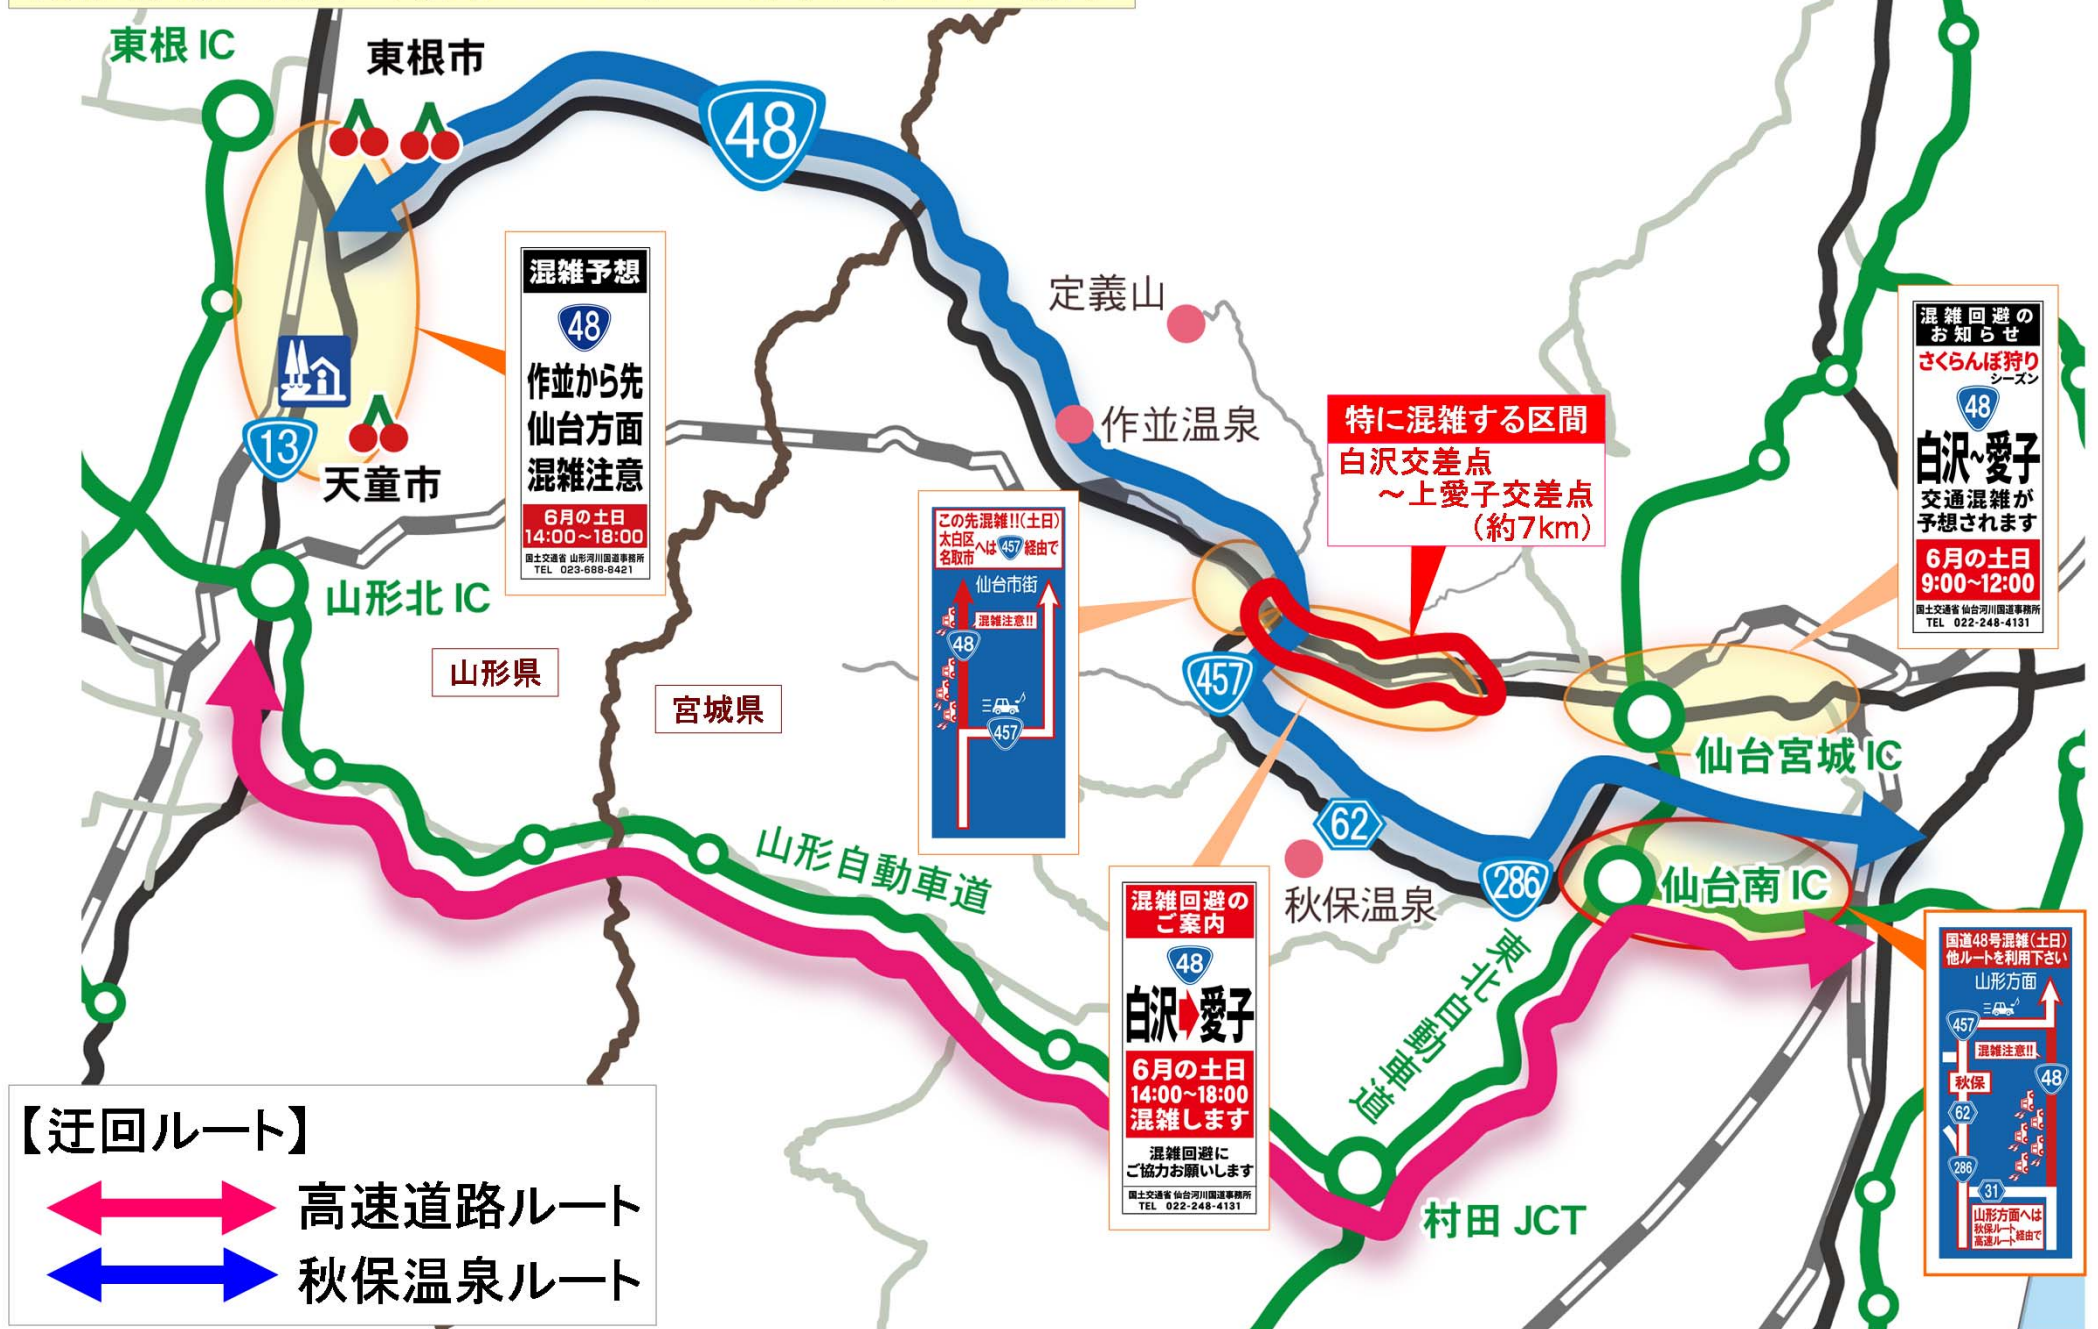 東根 IC
東根市
48
定義山
作並温泉
混雑予想
48
作並から先
仙台方面
混雑注意
6月の土日
14:00～18:00
国土交通省 山形河川国道事務所
TEL 023-688-8421
混雑回避の
お知らせ
さくらんぼ狩り
シーズン
48
白沢～愛子
交通混雑が
予想されます
6月の土日
9:00～12:00
国土交通省 仙台河川国道事務所
TEL 022-248-4131
特に混雑する区間
白沢交差点
～上愛子交差点
（約7km）
13
天童市
この先混雑!!(土日)
太白区
名取市
へは 457 経由で
仙台市街
混雑注意!!
48
457
山形北 IC
山形県
宮城県
457
仙台宮城 IC
62
286
秋保温泉
仙台南 IC
山形自動車道
東北自動車道
混雑回避の
ご案内
48
白沢➡愛子
6月の土日
14:00～18:00
混雑します
混雑回避に
ご協力お願いします
国土交通省 仙台河川国道事務所
TEL 022-248-4131
国道48号混雑(土日)
他ルートを利用下さい
山形方面
457
混雑注意!!
秋保
48
62
286
31
山形方面へは
秋保ルート
高速ルート
経由で
村田 JCT
【迂回ルート】
高速道路ルート
秋保温泉ルート